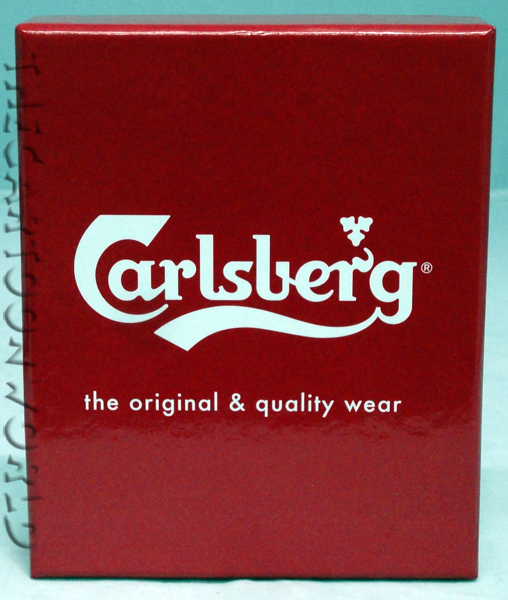 Carlsberg®
the original & quality wear